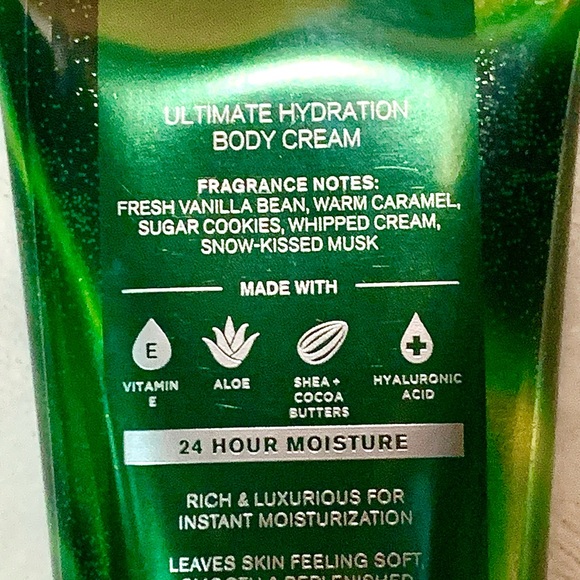 ULTIMATE HYDRATION
BODY CREAM
FRAGRANCE NOTES:
FRESH VANILLA BEAN, WARM CARAMEL,
SUGAR COOKIES, WHIPPED CREAM,
SNOW-KISSED MUSK
MADE WITH
E
VITAMIN
E
ALOE
SHEA +
COCOA
BUTTERS
HYALURONIC
ACID
24 HOUR MOISTURE
RICH & LUXURIOUS FOR
INSTANT MOISTURIZATION
LEAVES SKIN FEELING SOFT,
SMOOTH & REPLENISHED